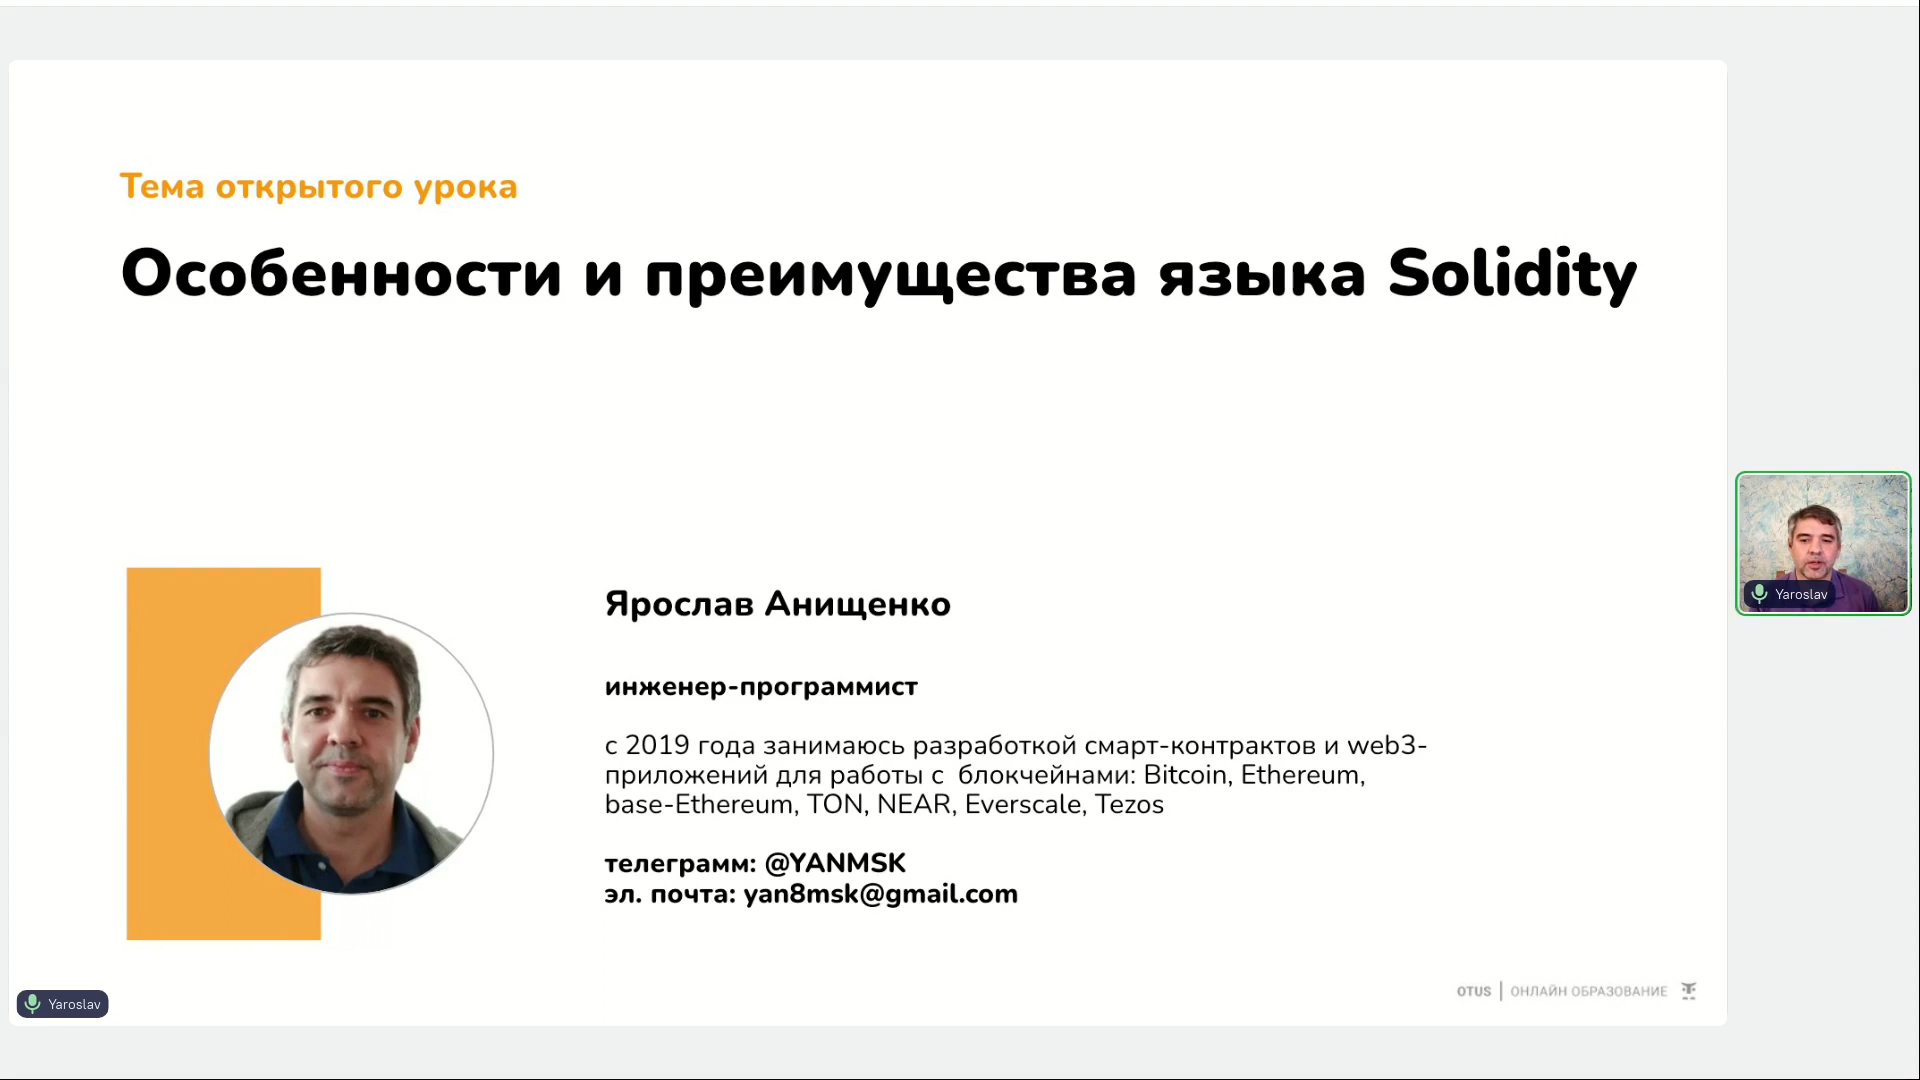 Тема открытого урока
Особенности и преимущества языка Solidity
Ярослав Анищенко
инженер-программист
с 2019 года занимаюсь разработкой смарт-контрактов и web3-
приложений для работы с блокчейнами: Bitcoin, Ethereum,
base-Ethereum, TON, NEAR, Everscale, Tezos
телеграмм: @YANMSK
эл. почта: yan8msk@gmail.com
Yaroslav
OTUS | ОНЛАЙН ОБРАЗОВАНИЕ
Yaroslav